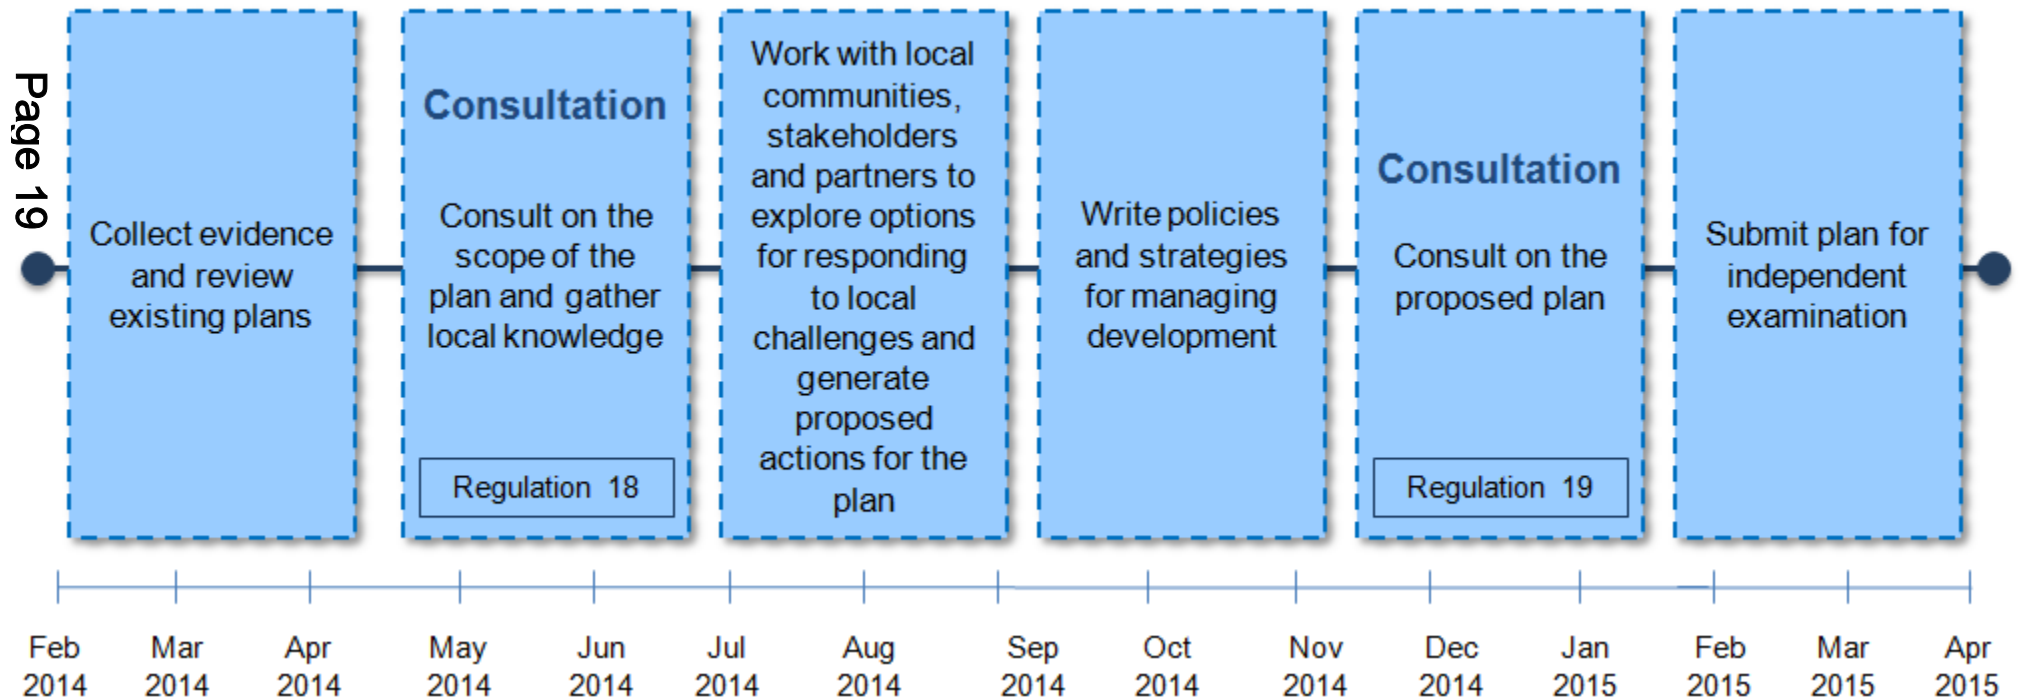 Page 19
Collect evidence
and review
existing plans
Consultation
Consult on the
scope of the
plan and gather
local knowledge
Regulation 18
Work with local
communities,
stakeholders
and partners to
explore options
for responding
to local
challenges and
generate
proposed
actions for the
plan
Write policies
and strategies
for managing
development
Consultation
Consult on the
proposed plan
Regulation 19
Submit plan for
independent
examination
Feb
2014
Mar
2014
Apr
2014
May
2014
Jun
2014
Jul
2014
Aug
2014
Sep
2014
Oct
2014
Nov
2014
Dec
2014
Jan
2015
Feb
2015
Mar
2015
Apr
2015